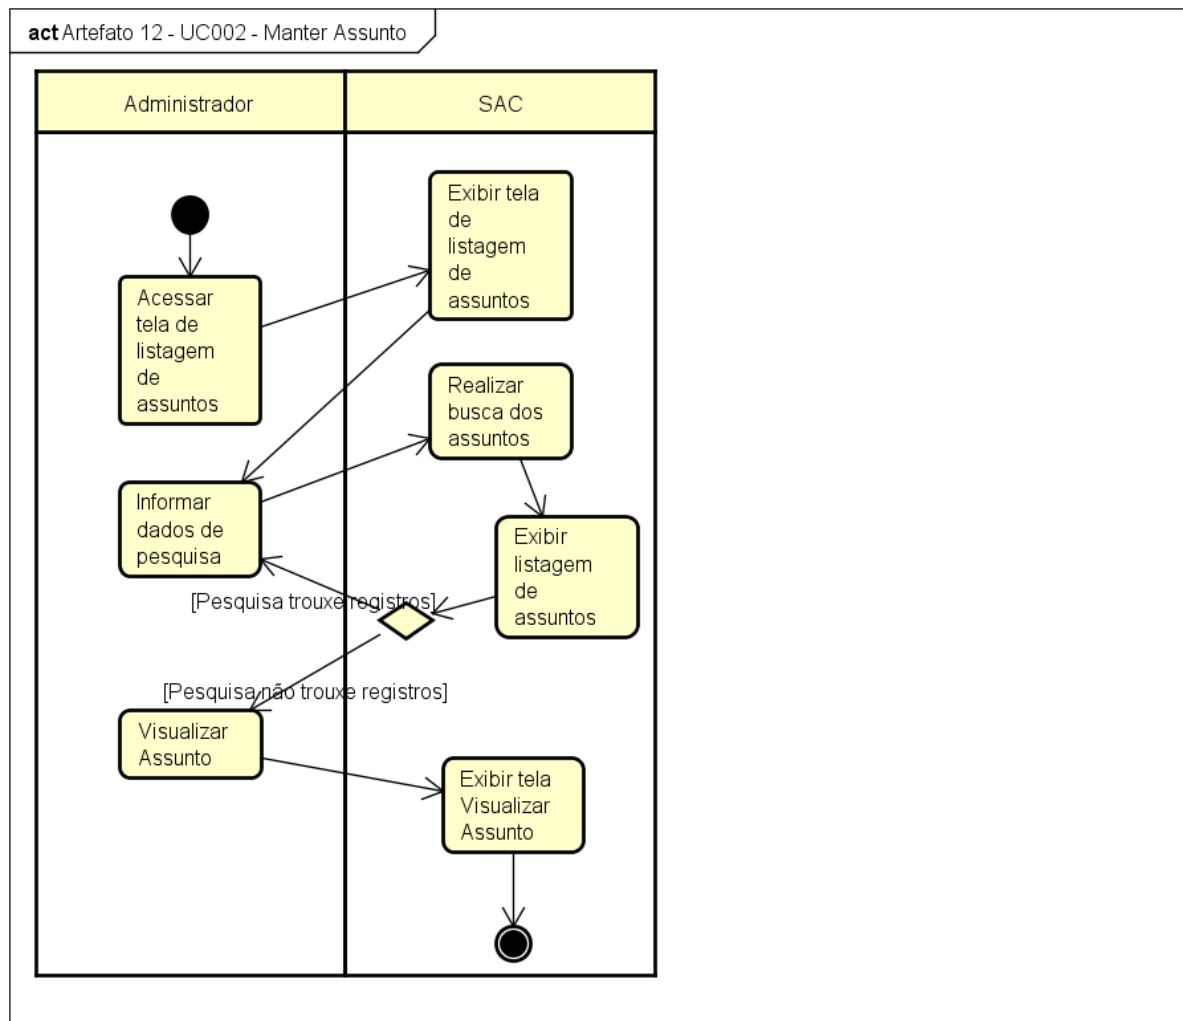 act Artefato 12 - UC002 - Manter Assunto
Administrador
SAC
Exibir tela
de
listagem
de
assuntos
Acessar
tela de
listagem
de
assuntos
Realizar
busca dos
assuntos
Informar
dados de
pesquisa
Exibir
listagem
de
assuntos
[Pesquisa trouxe registros]
[Pesquisa não trouxe registros]
Visualizar
Assunto
Exibir tela
Visualizar
Assunto